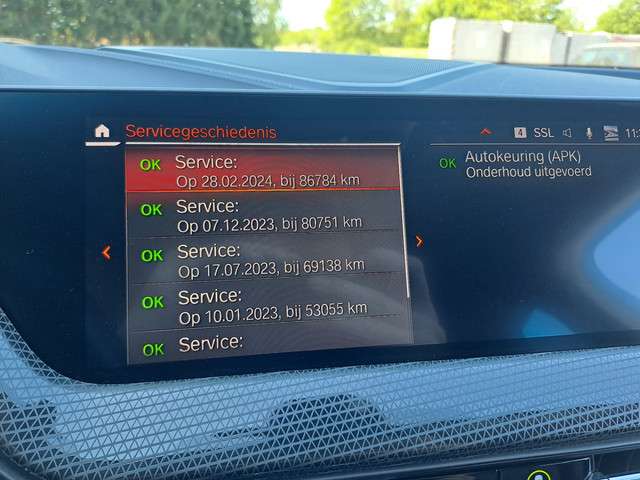 Servicegeschiedenis
4 SSL
OK Service:
Op 28.02.2024, bij 86784 km
OK Service:
Op 07.12.2023, bij 80751 km
OK Service:
Op 17.07.2023, bij 69138 km
OK Service:
Op 10.01.2023, bij 53055 km
OK Service:
OK Autokeuring (APK)
Onderhoud uitgevoerd